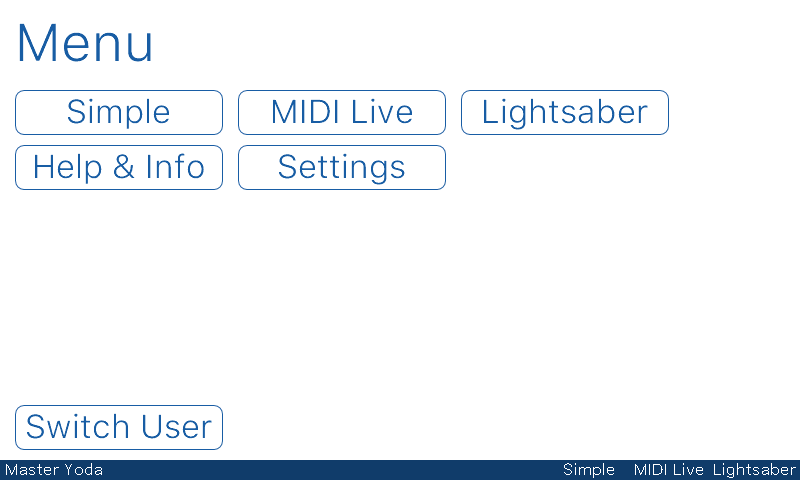 Menu
Simple MIDI Live Lightsaber
Help & Info Settings
Switch User
Master Yoda Simple MIDI Live Lightsaber